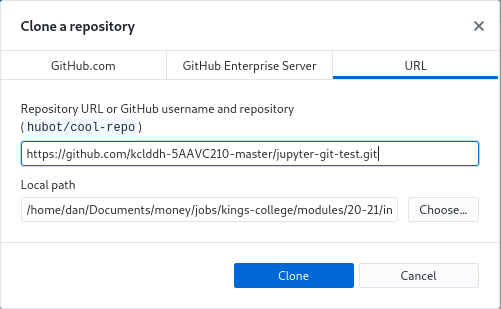 Clone a repository
GitHub.com GitHub Enterprise Server URL
Repository URL or GitHub username and repository
(hubot/cool-repo)
https://github.com/kclddh-5AAVC210-master/jupyter-git-test.git
Local path
/home/dan/Documents/money/jobs/kings-college/modules/20-21/in Choose...
Clone Cancel